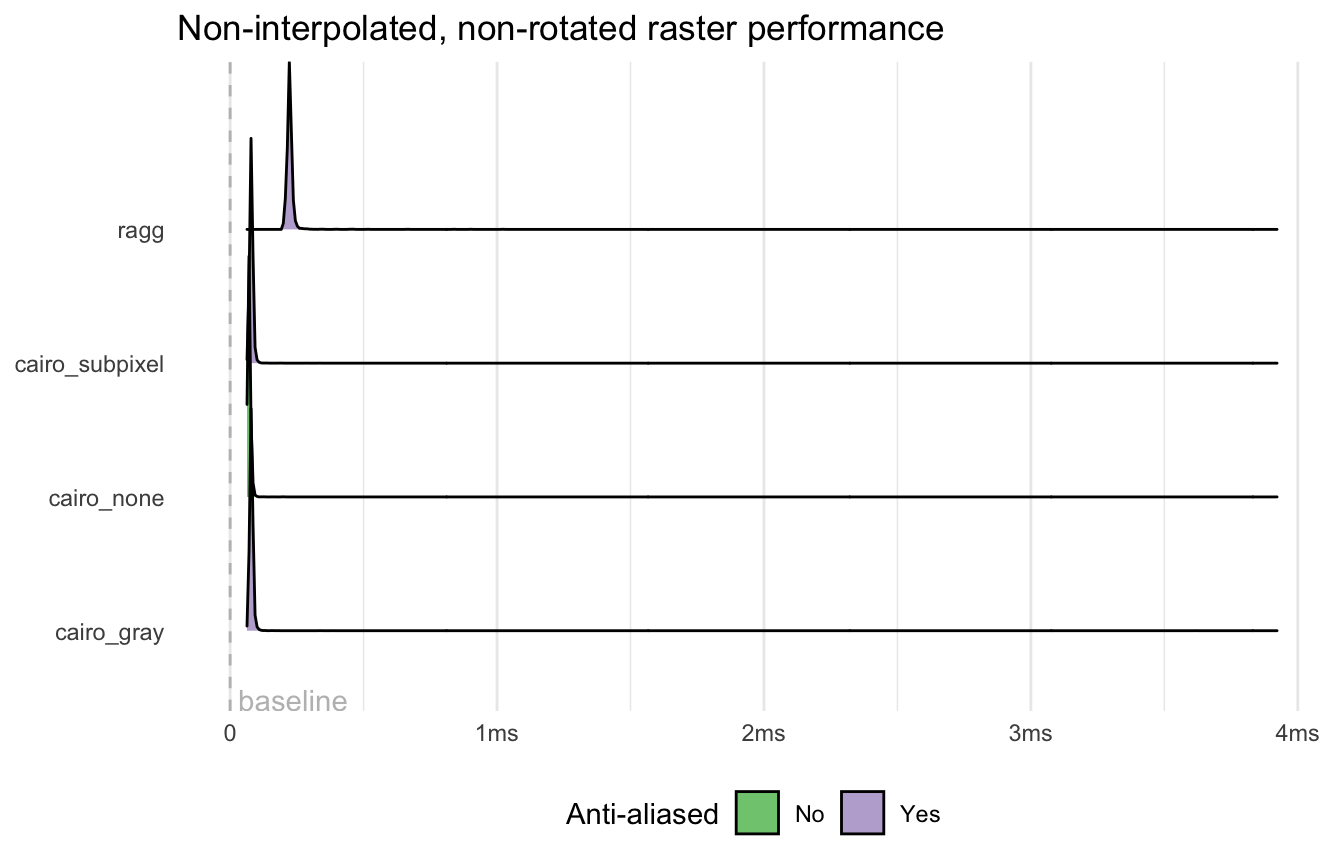 Non-interpolated, non-rotated raster performance
ragg
cairo_subpixel
cairo_none
cairo_gray
baseline
0 1ms 2ms 3ms 4ms
Anti-aliased No Yes